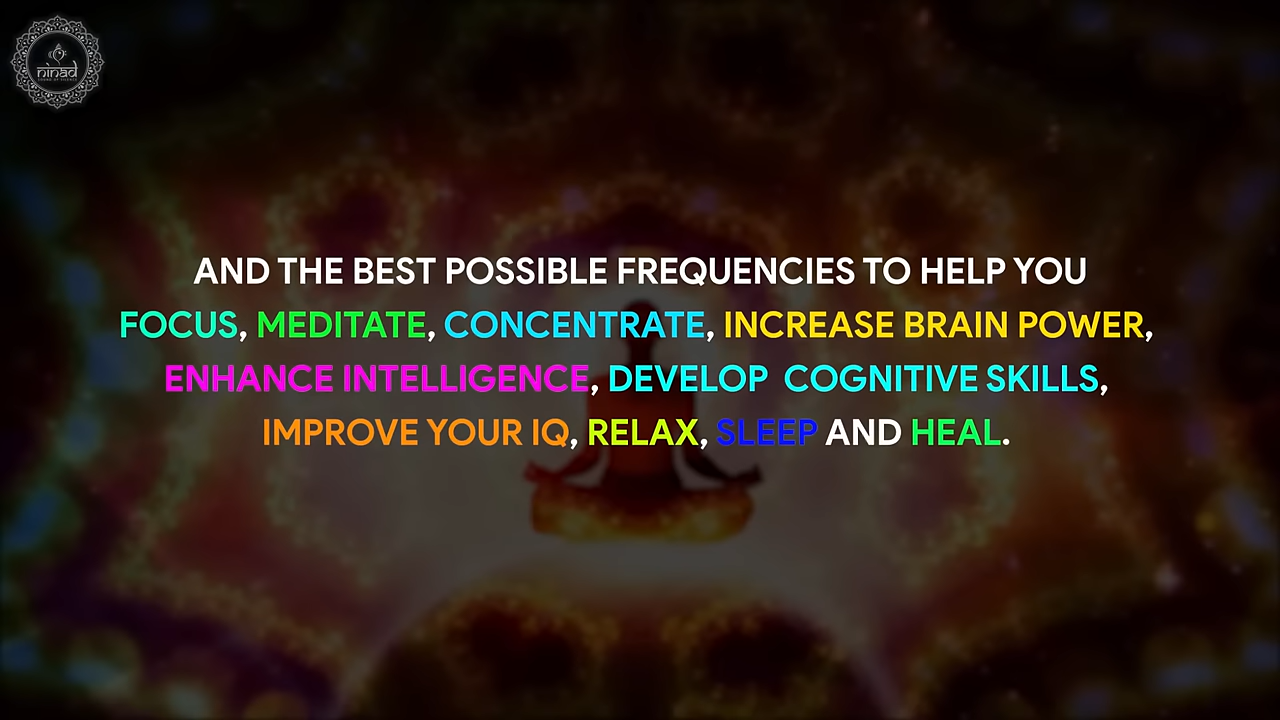 ninad
AND THE BEST POSSIBLE FREQUENCIES TO HELP YOU
FOCUS, MEDITATE, CONCENTRATE, INCREASE BRAIN POWER,
ENHANCE INTELLIGENCE, DEVELOP COGNITIVE SKILLS,
IMPROVE YOUR IQ, RELAX, SLEEP AND HEAL.